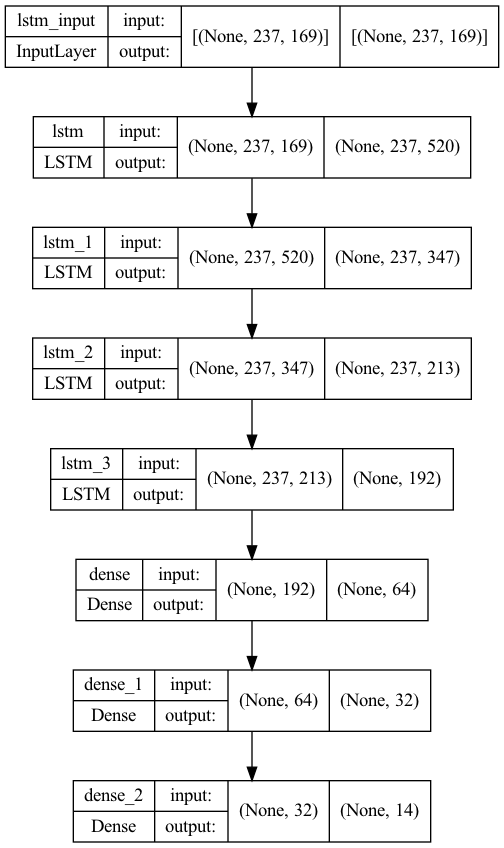 lstm_input input: [(None, 237, 169)] [(None, 237, 169)]
InputLayer output:
lstm input: (None, 237, 169) (None, 237, 520)
LSTM output:
lstm_1 input: (None, 237, 520) (None, 237, 347)
LSTM output:
lstm_2 input: (None, 237, 347) (None, 237, 213)
LSTM output:
lstm_3 input: (None, 237, 213) (None, 192)
LSTM output:
dense input: (None, 192) (None, 64)
Dense output:
dense_1 input: (None, 64) (None, 32)
Dense output:
dense_2 input: (None, 32) (None, 14)
Dense output: